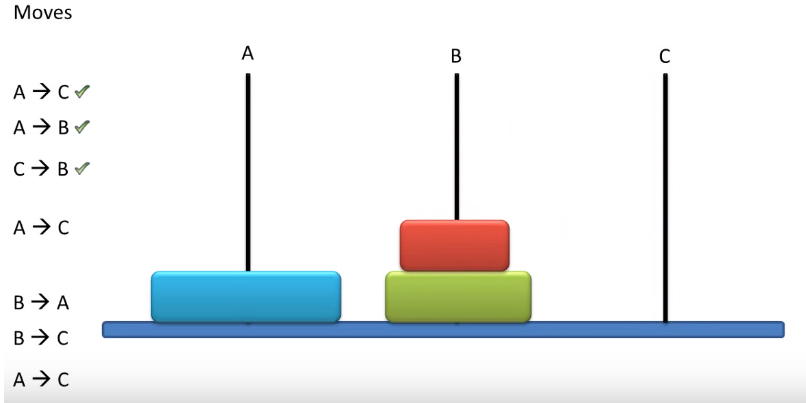 Moves
A B C
A → C ✓
A → B ✓
C → B ✓
A → C
B → A
B → C
A → C